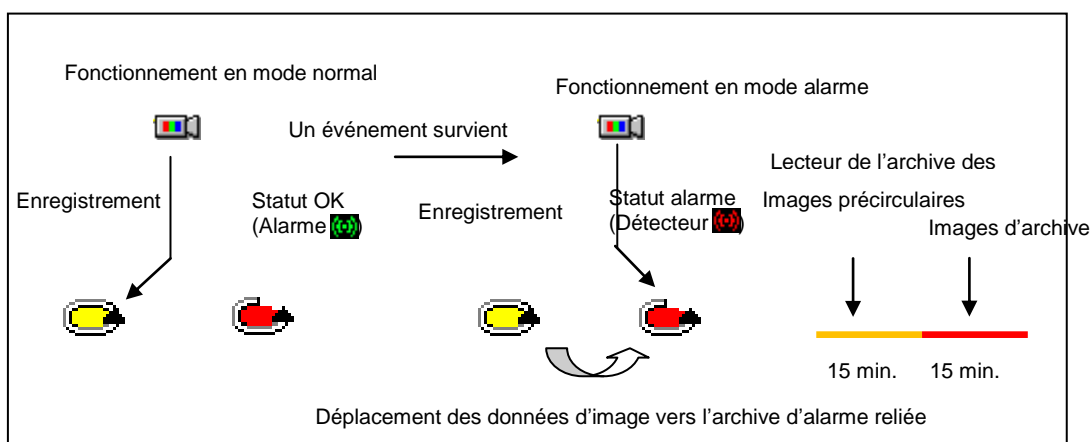 Fonctionnement en mode normal
Fonctionnement en mode alarme
Un événement survient
Lecteur de l'archive des
Images précirculaires
Images d'archive
Enregistrement
Statut OK
(Alarme )
Enregistrement
Statut alarme
(Détecteur )
15 min.
15 min.
Déplacement des données d'image vers l'archive d'alarme reliée